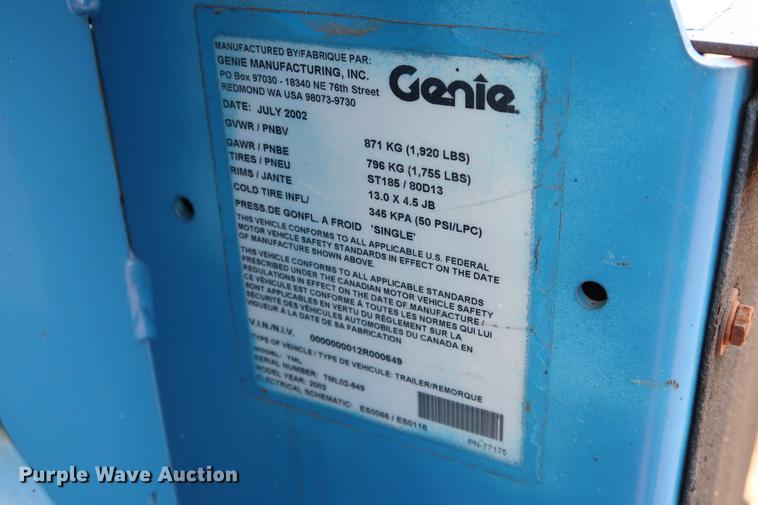 MANUFACTURED BY/FABRIQUE PAR:
GENIE MANUFACTURING, INC.
PO Box 97030 - 18340 NE 76th Street
REDMOND WA USA 98073-9730
Genie
DATE: JULY 2002
GVWR / PNBV 871 KG (1,920 LBS)
GAWR / PNBE 796 KG (1,755 LBS)
TIRES / PNEU ST185 / 80D13
RIMS / JANTE 13.0 X 4.5 JB
COLD TIRE INFL/ 345 KPA (50 PSI/LPC)
PRESS.DE GONFL. A FROID 'SINGLE'
THIS VEHICLE CONFORMS TO ALL APPLICABLE U.S. FEDERAL
MOTOR VEHICLE SAFETY STANDARDS IN EFFECT ON THE DATE
OF MANUFACTURE SHOWN ABOVE.
THIS VEHICLE CONFORMS TO ALL APPLICABLE STANDARDS
PRESCRIBED UNDER THE CANADIAN MOTOR VEHICLE SAFETY
REGULATIONS IN EFFECT ON THE DATE OF MANUFACTURE /
CE VÉHICULE EST CONFORME À TOUTES LES NORMES QUI LUI
SONT APPLICABLES EN VERTU DU RÈGLEMENT SUR LA
SÉCURITÉ DES VÉHICULES AUTOMOBILES DU CANADA EN
VIGUEUR À LA DATE DE SA FABRICATION
V.I.N./N.I.V. 0000000012R000649
TYPE OF VEHICLE / TYPE DE VEHICULE: TRAILER/REMORQUE
MODEL: TML
SERIAL NUMBER: TML02-649
MODEL YEAR: 2002
ELECTRICAL SCHEMATIC: ES0066 / ES0118
PN-77175
Purple Wave Auction